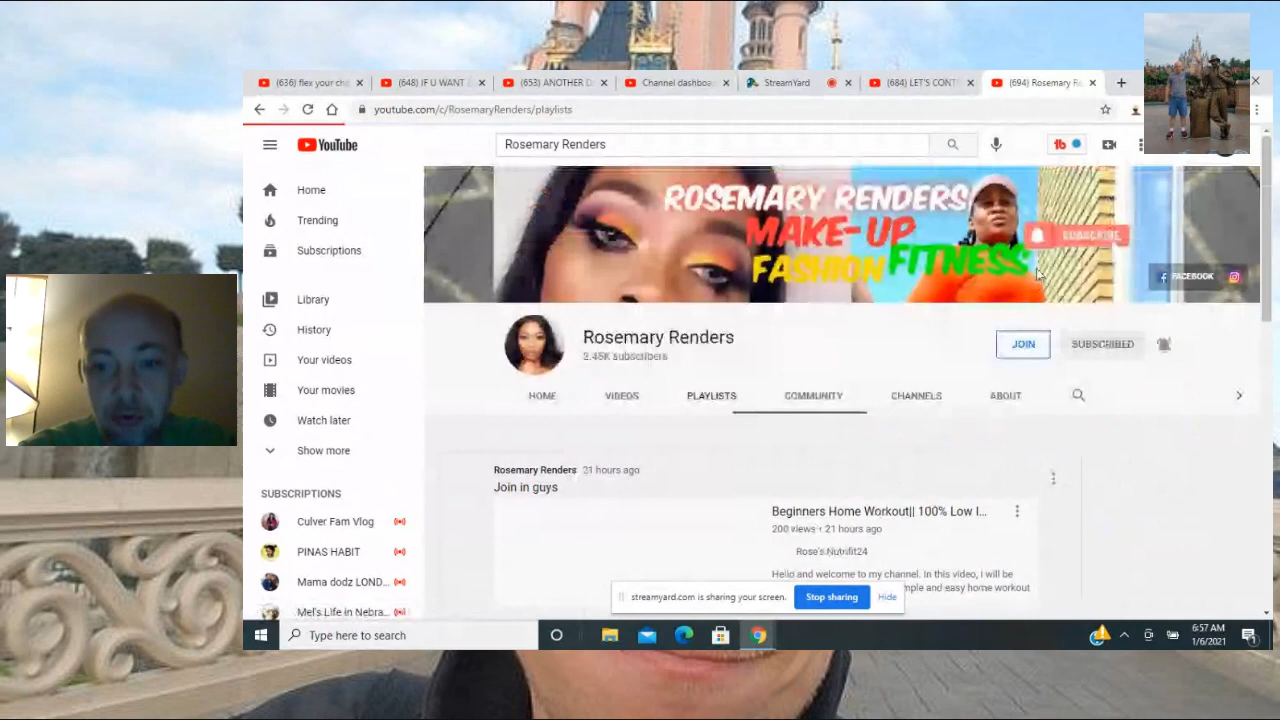 (636) flex your ch
(648) IF U WANT
(653) ANOTHER D
Channel dashboa
StreamYard
(684) LET'S CONT
(694) Rosemary Re
youtube.com/c/RosemaryRenders/playlists
YouTube
Rosemary Renders
Home
Trending
Subscriptions
Library
History
Your videos
Your movies
Watch later
Show more
SUBSCRIPTIONS
Culver Fam Vlog
PINAS HABIT
Mama dodz LOND...
Mel's Life in Nebra...
ROSEMARY RENDERS
MAKE-UP
FASHION FITNESS
SUBSCRIBE
FACEBOOK
Rosemary Renders
2.45K subscribers
JOIN
SUBSCRIBED
HOME
VIDEOS
PLAYLISTS
COMMUNITY
CHANNELS
ABOUT
Rosemary Renders 21 hours ago
Join in guys
Beginners Home Workout|| 100% Low I...
200 views • 21 hours ago
Rose's Nutrifit24
Hello and welcome to my channel. In this video, I will be
mple and easy home workout
streamyard.com is sharing your screen.
Stop sharing
Hide
Type here to search
6:57 AM
1/6/2021